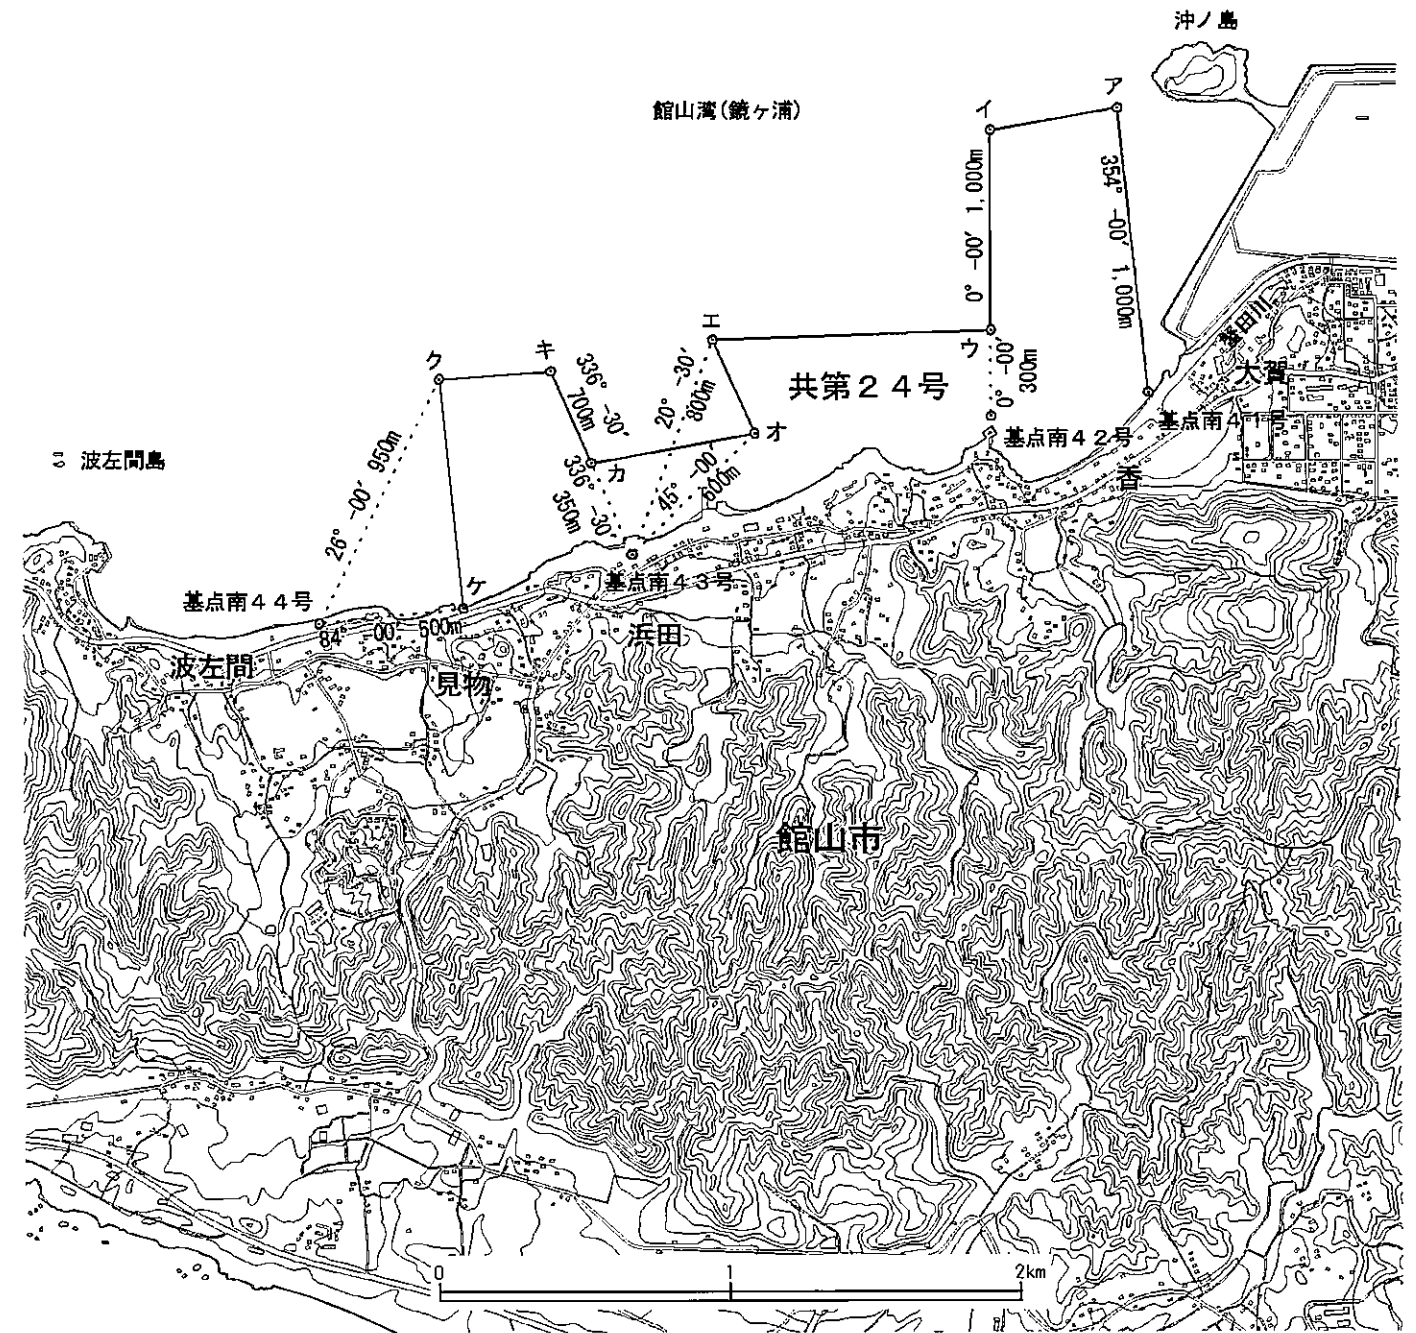 沖ノ島
ア
館山湾(鏡ヶ浦)
イ
354° -00′ 1,000m
0° -00′ 1,000m
蟹田川
エ
ウ
0° -00′ 300m
キ
ク
336° -30′ 700m
20° -30′ 800m
共第24号
大賀
基点南41号
オ
基点南42号
波左間島
950m
26° -00′
カ
45° -00′ 600m
香
336° -30′ 350m
ケ
基点南43号
基点南44号
84° -00′ 500m
浜田
波左間
見物
館山市
0 1 2km